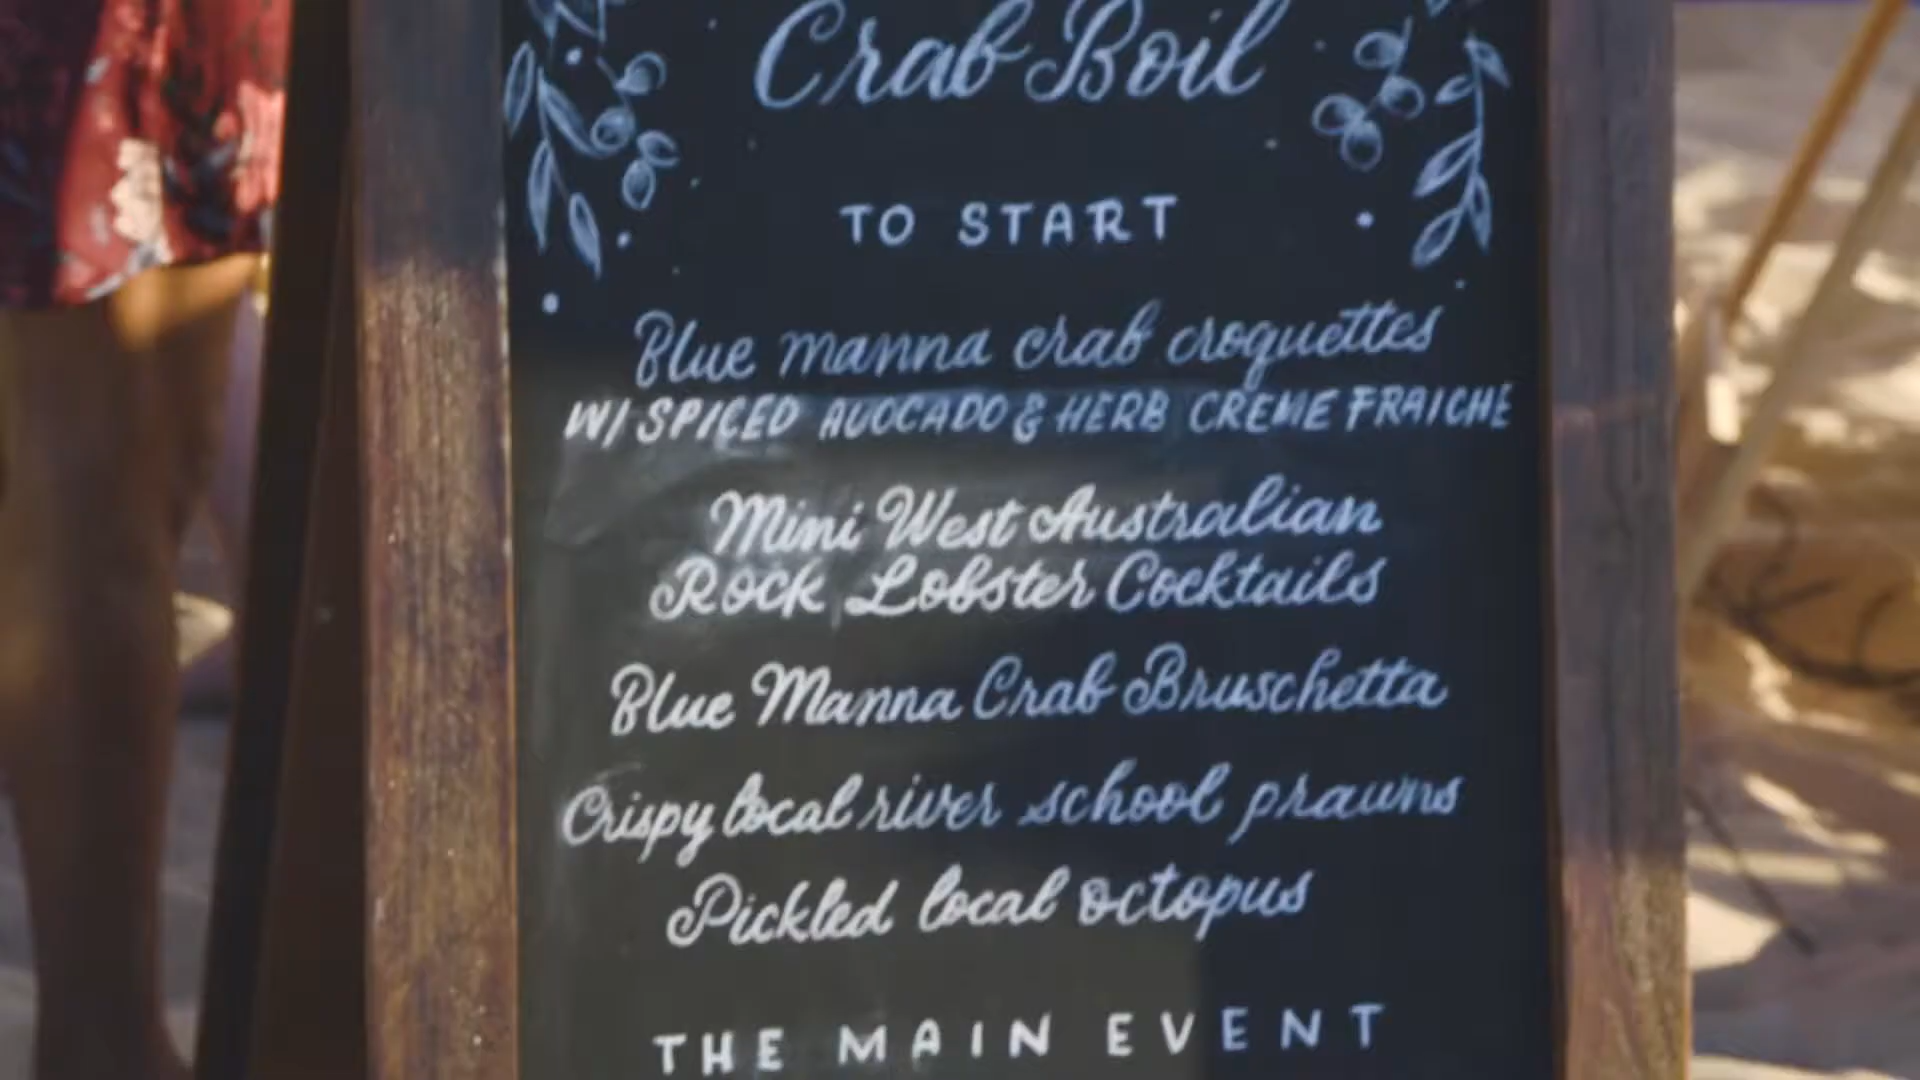 Crab Boil
TO START
Blue manna crab croquettes
W/ SPICED AVOCADO & HERB CREME FRAICHE
Mini West Australian
Rock Lobster Cocktails
Blue Manna Crab Bruschetta
Crispy local river school prawns
Pickled local octopus
THE MAIN EVENT